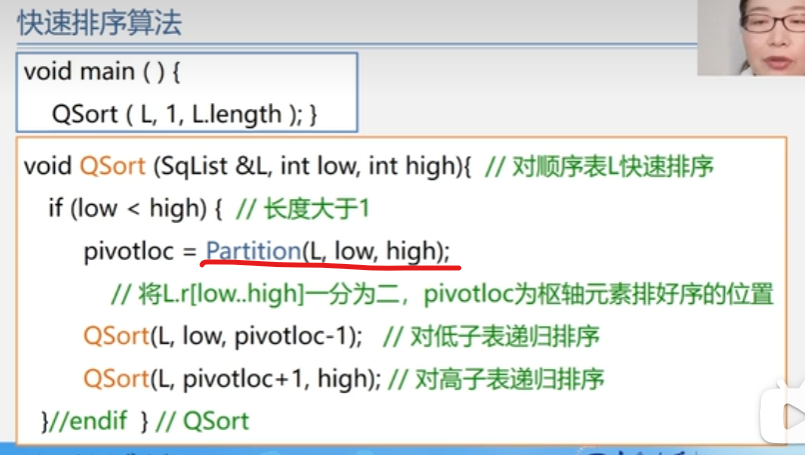 快速排序算法
void main ( ) {
QSort ( L, 1, L.length ); }
void QSort (SqList &L, int low, int high){ // 对顺序表L快速排序
if (low < high) { // 长度大于1
pivotloc = Partition(L, low, high);
// 将L.r[low..high]一分为二，pivotloc为枢轴元素排好序的位置
QSort(L, low, pivotloc-1); // 对低子表递归排序
QSort(L, pivotloc+1, high); // 对高子表递归排序
}//endif } // QSort